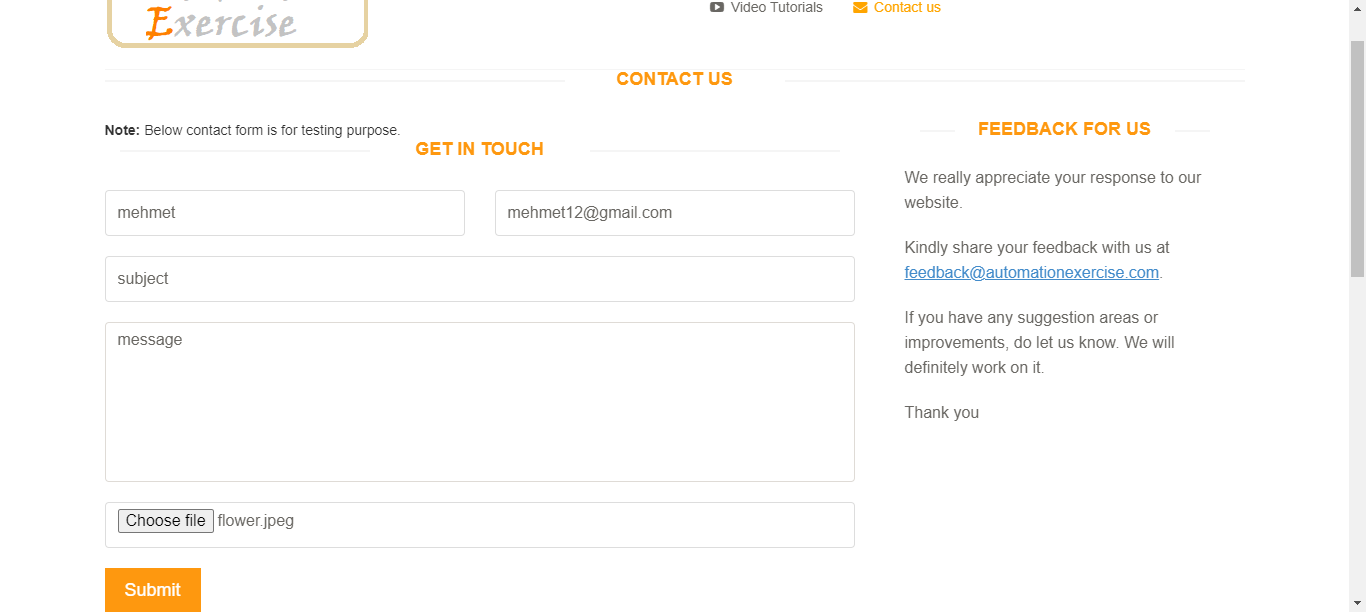 Exercise
Video Tutorials
Contact us
CONTACT US
Note: Below contact form is for testing purpose.
GET IN TOUCH
mehmet
mehmet12@gmail.com
subject
message
Choose file flower.jpeg
Submit
FEEDBACK FOR US
We really appreciate your response to our
website.
Kindly share your feedback with us at
feedback@automationexercise.com.
If you have any suggestion areas or
improvements, do let us know. We will
definitely work on it.
Thank you